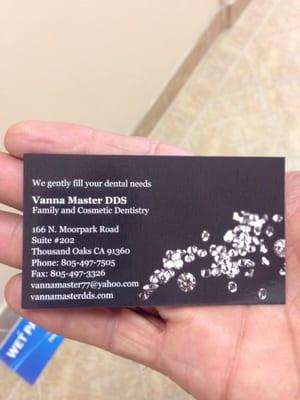 We gently fill your dental needs
Vanna Master DDS
Family and Cosmetic Dentistry
166 N. Moorpark Road
Suite #202
Thousand Oaks CA 91360
Phone: 805-497-7505
Fax: 805-497-3326
vannamaster77@yahoo.com
vannamasterdds.com
WET